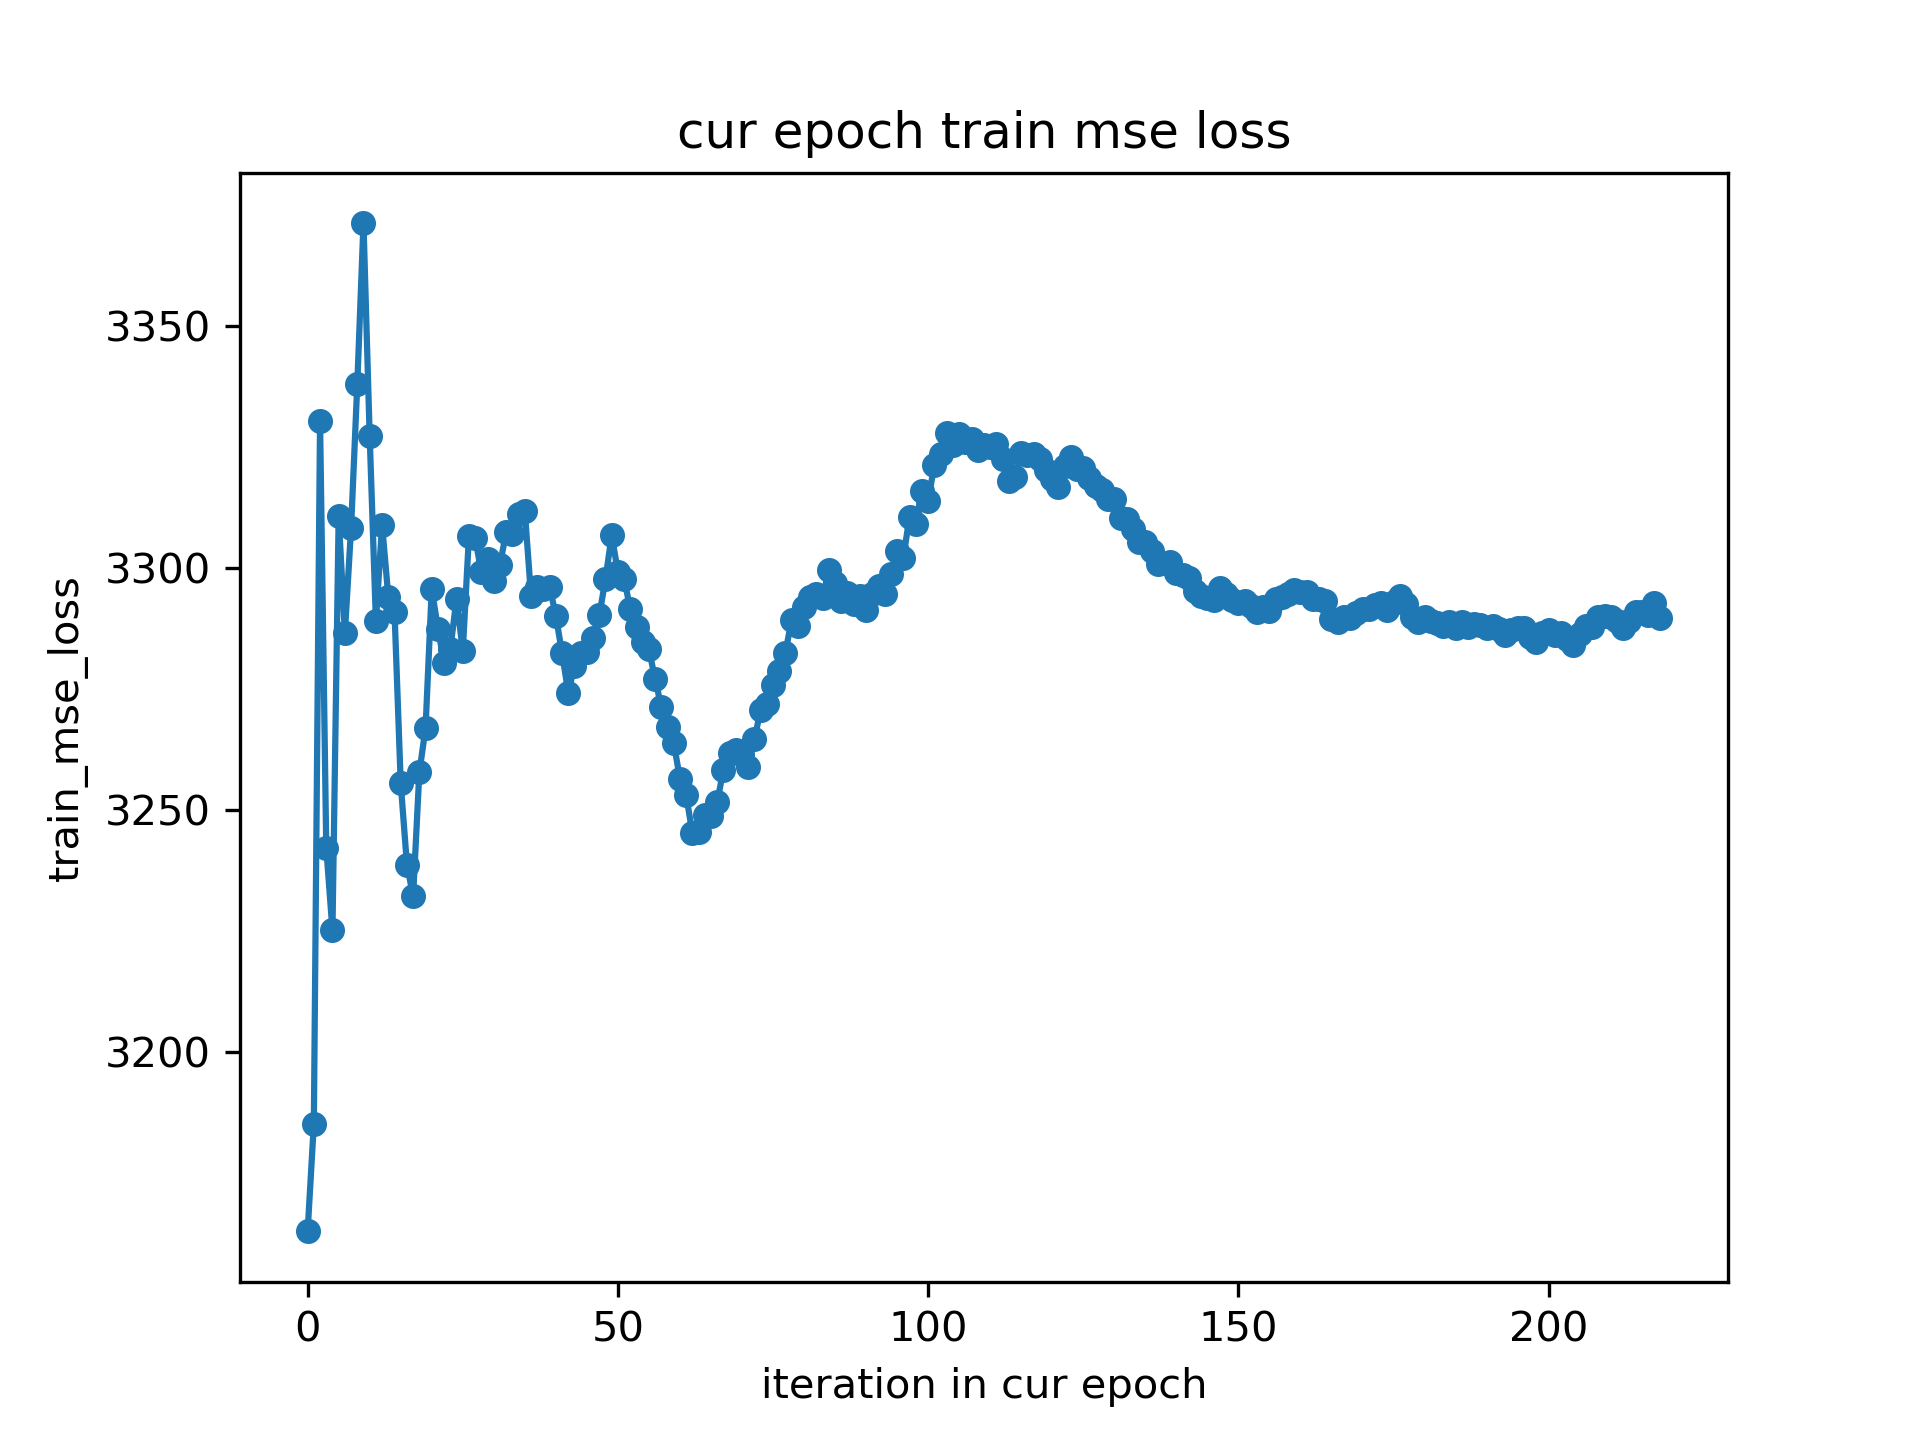 cur epoch train mse loss
train_mse_loss
3350
3300
3250
3200
0 50 100 150 200
iteration in cur epoch